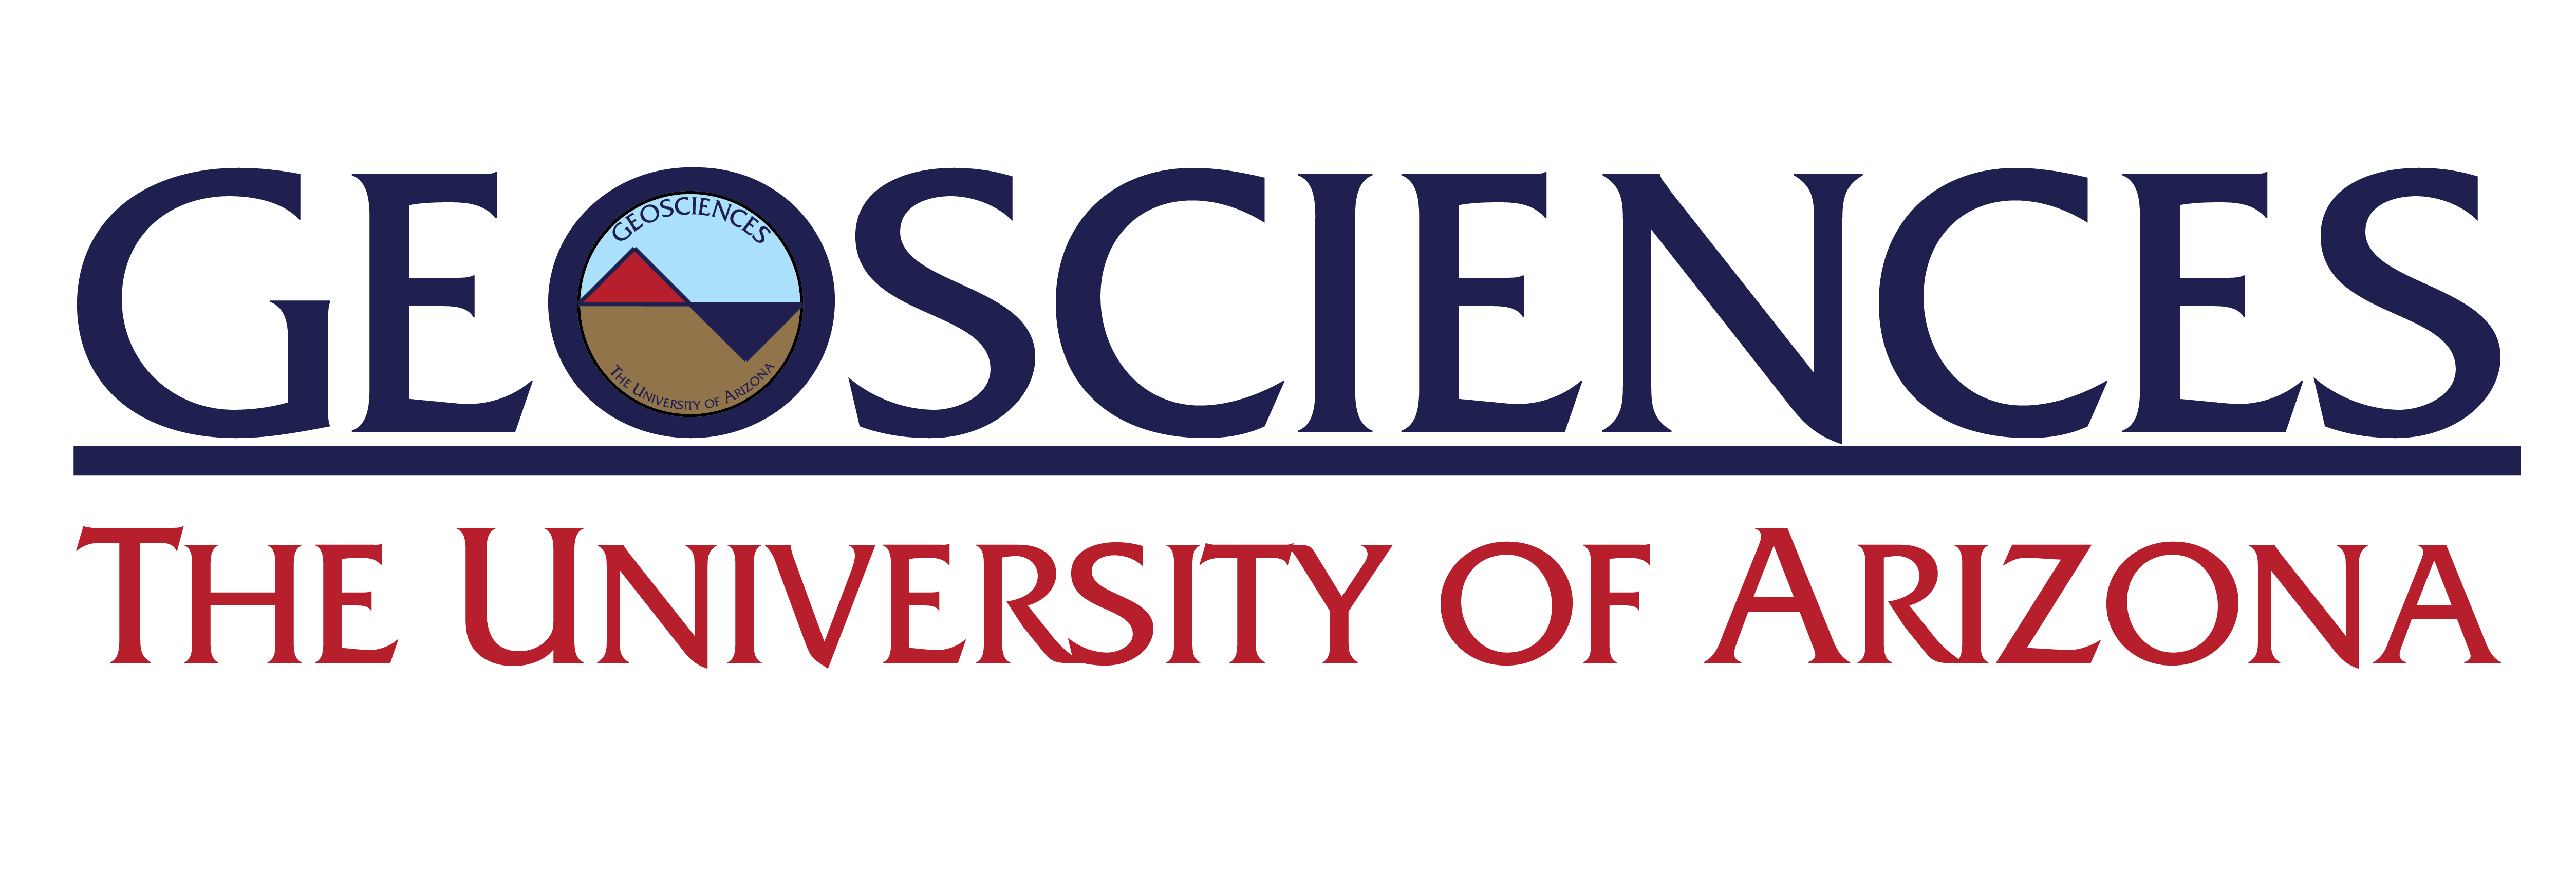 GEOSCIENCES
GEOSCIENCES
THE UNIVERSITY OF ARIZONA
THE UNIVERSITY OF ARIZONA